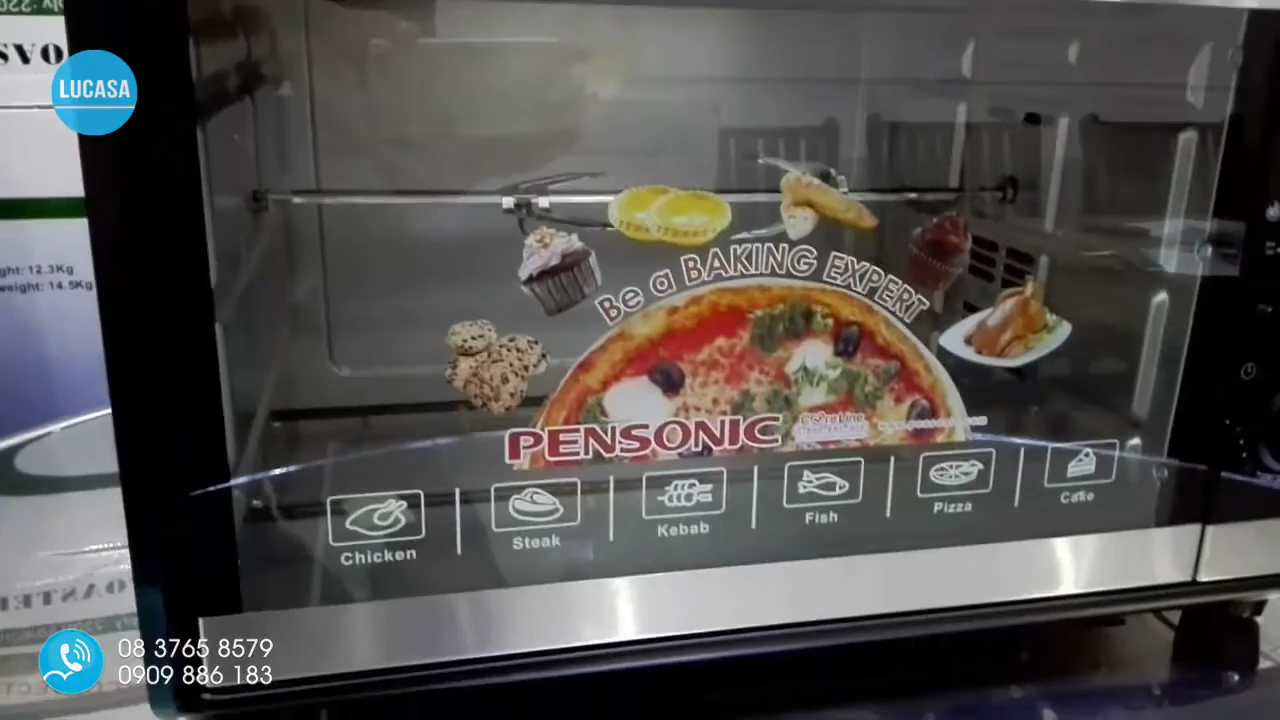 LUCASA
ght: 12.3Kg
weight: 14.5Kg
Be a BAKING EXPERT
PENSONIC
CoreLine
Chicken
Steak
Kebab
Fish
Pizza
Cake
08 3765 8579
0909 886 183